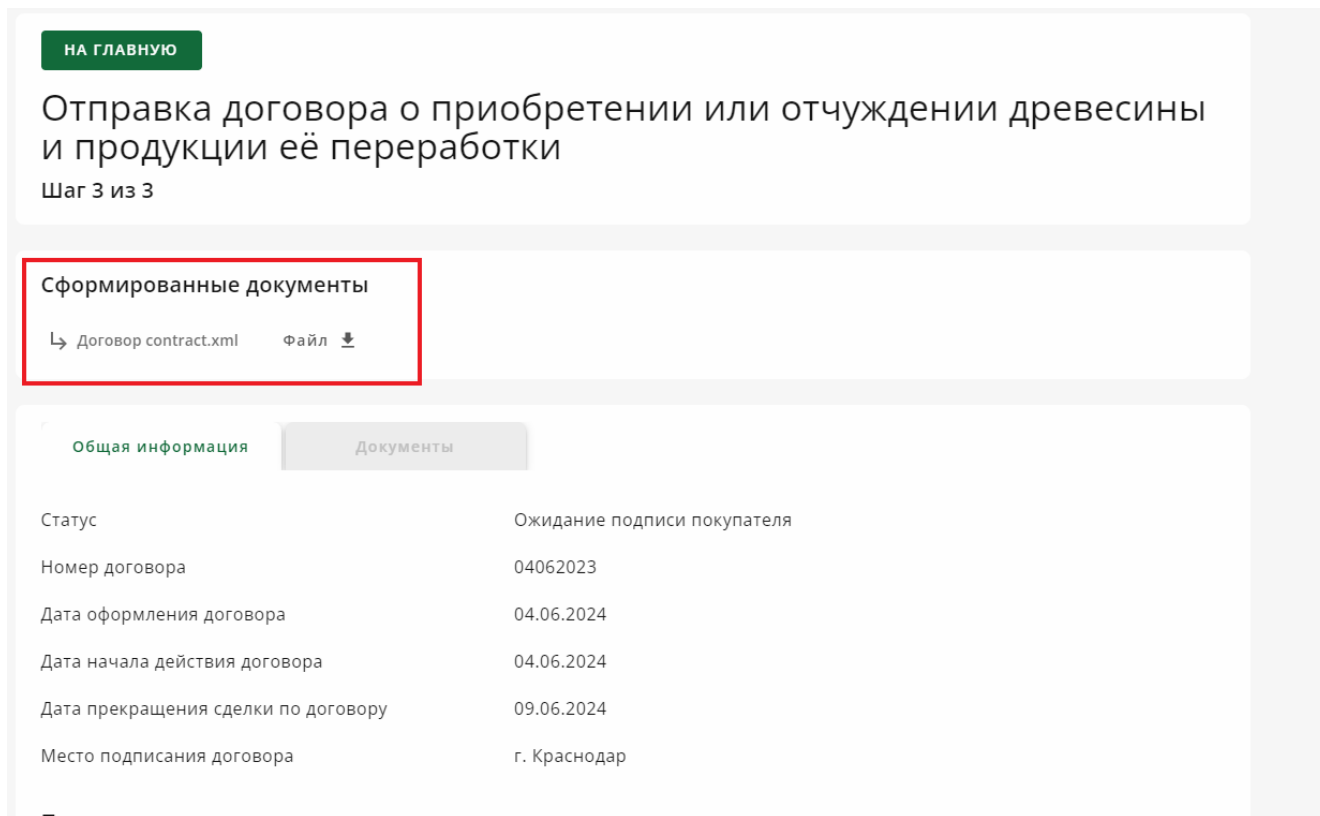 НА ГЛАВНУЮ
Отправка договора о приобретении или отчуждении древесины
и продукции её переработки
Шаг 3 из 3
Сформированные документы
Договор contract.xml Файл
Общая информация Документы
Статус Ожидание подписи покупателя
Номер договора 04062023
Дата оформления договора 04.06.2024
Дата начала действия договора 04.06.2024
Дата прекращения сделки по договору 09.06.2024
Место подписания договора г. Краснодар